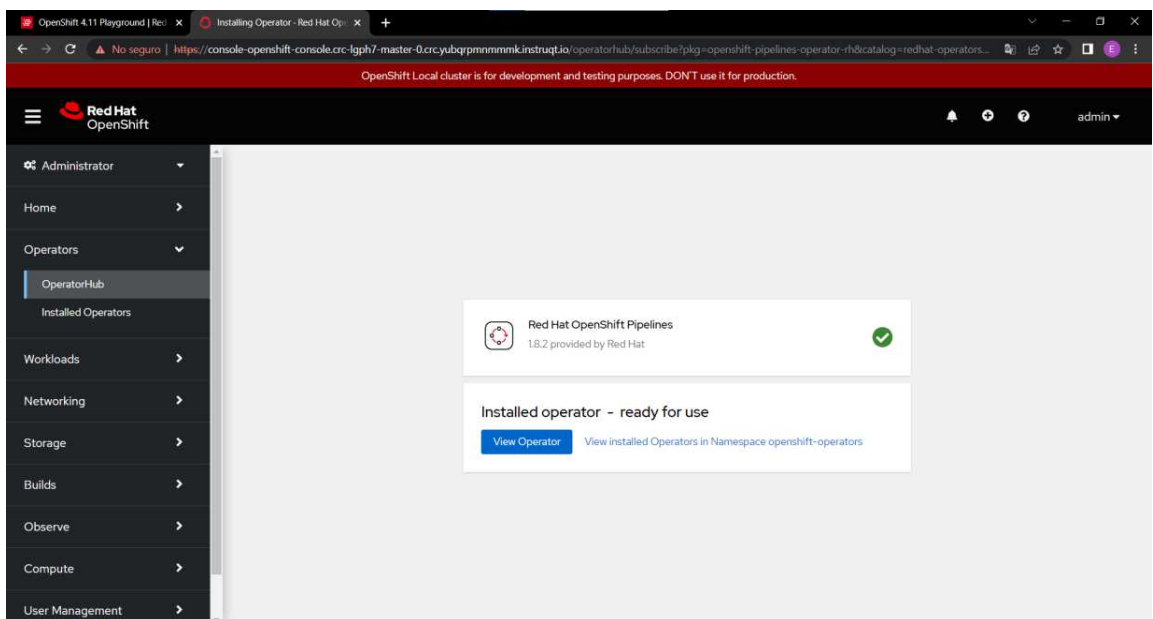 OpenShift 4.11 Playground | Red
Installing Operator · Red Hat Ope
No seguro | https://console-openshift-console.crc-lgph7-master-0.crc.yubqrpmnmmmk.instruqt.io/operatorhub/subscribe?pkg=openshift-pipelines-operator-rh&catalog=redhat-operators...
E
OpenShift Local cluster is for development and testing purposes. DON'T use it for production.
Red Hat
OpenShift
admin
Administrator
Home
Operators
OperatorHub
Installed Operators
Workloads
Networking
Storage
Builds
Observe
Compute
User Management
Red Hat OpenShift Pipelines
1.8.2 provided by Red Hat
Installed operator - ready for use
View Operator
View installed Operators in Namespace openshift-operators